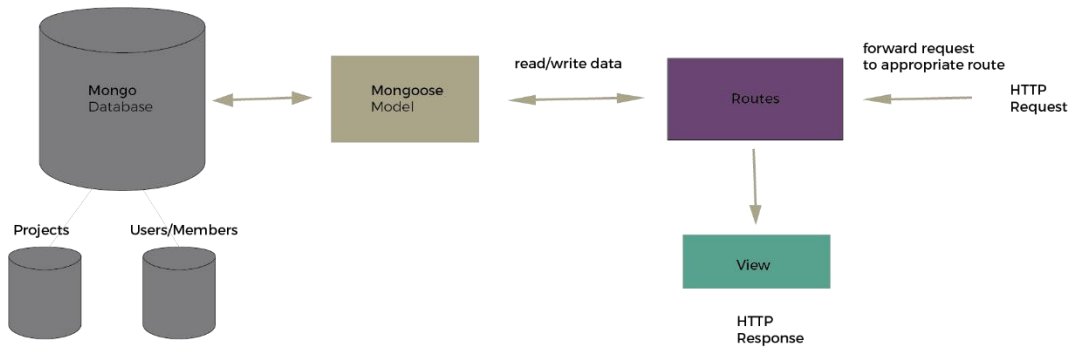 Mongo
Database
Mongoose
Model
read/write data
Routes
forward request
to appropriate route
HTTP
Request
Projects
Users/Members
View
HTTP
Response